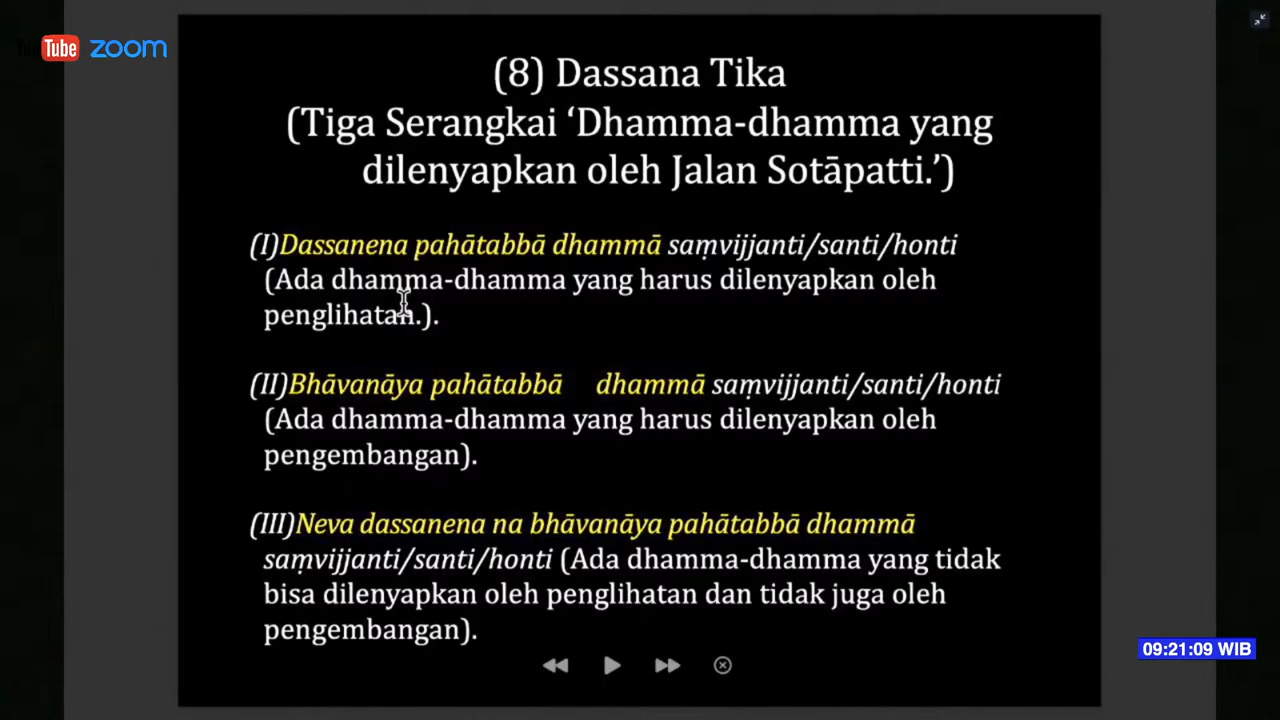 Tube zoom
(8) Dassana Tika
(Tiga Serangkai ‘Dhamma-dhamma yang
dilenyapkan oleh Jalan Sotāpatti.’)
(I)Dassanena pahātabbā dhammā saṃvijjanti/santi/honti
(Ada dhamma-dhamma yang harus dilenyapkan oleh
penglihatan.).
(II)Bhāvanāya pahātabbā dhammā saṃvijjanti/santi/honti
(Ada dhamma-dhamma yang harus dilenyapkan oleh
pengembangan).
(III)Neva dassanena na bhāvanāya pahātabbā dhammā
saṃvijjanti/santi/honti (Ada dhamma-dhamma yang tidak
bisa dilenyapkan oleh penglihatan dan tidak juga oleh
pengembangan).
09:21:09 WIB